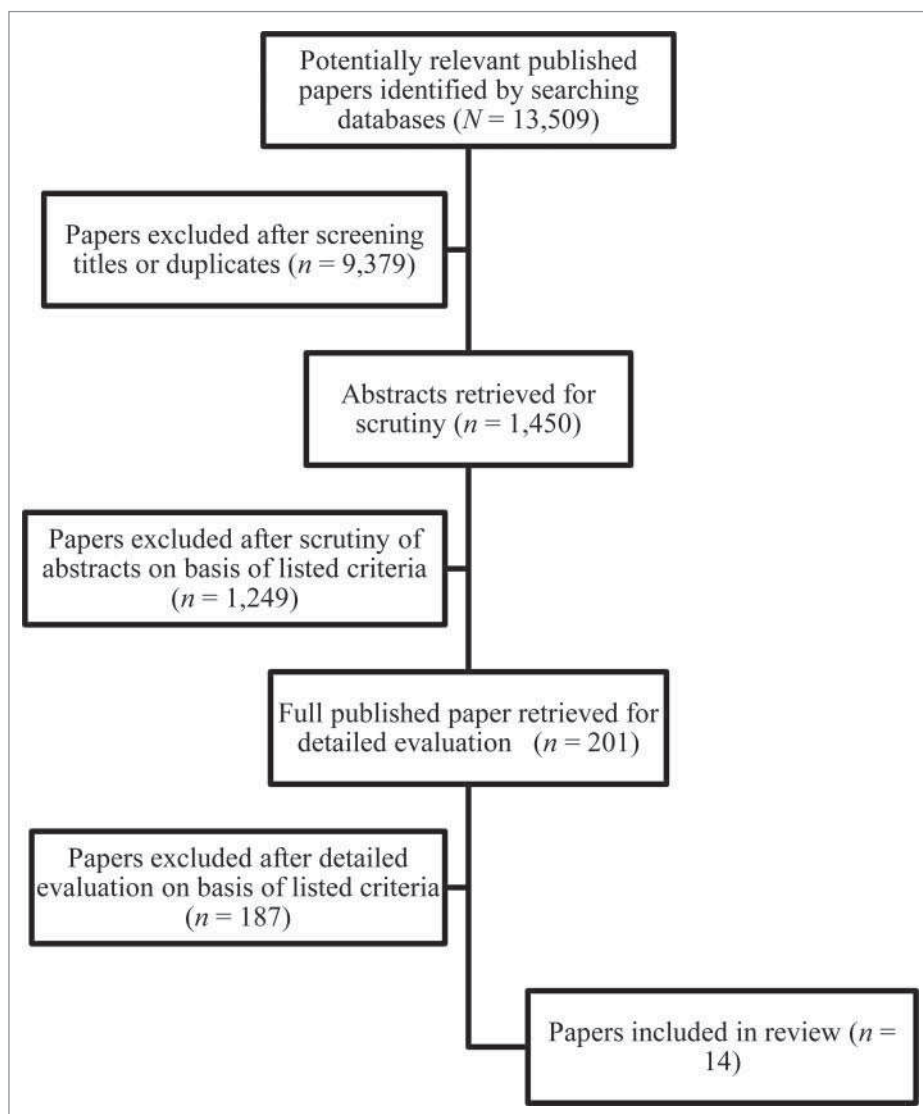 Potentially relevant published
papers identified by searching
databases (N = 13,509)
Papers excluded after screening
titles or duplicates (n = 9,379)
Abstracts retrieved for
scrutiny (n = 1,450)
Papers excluded after scrutiny of
abstracts on basis of listed criteria
(n = 1,249)
Full published paper retrieved for
detailed evaluation (n = 201)
Papers excluded after detailed
evaluation on basis of listed criteria
(n = 187)
Papers included in review (n =
14)